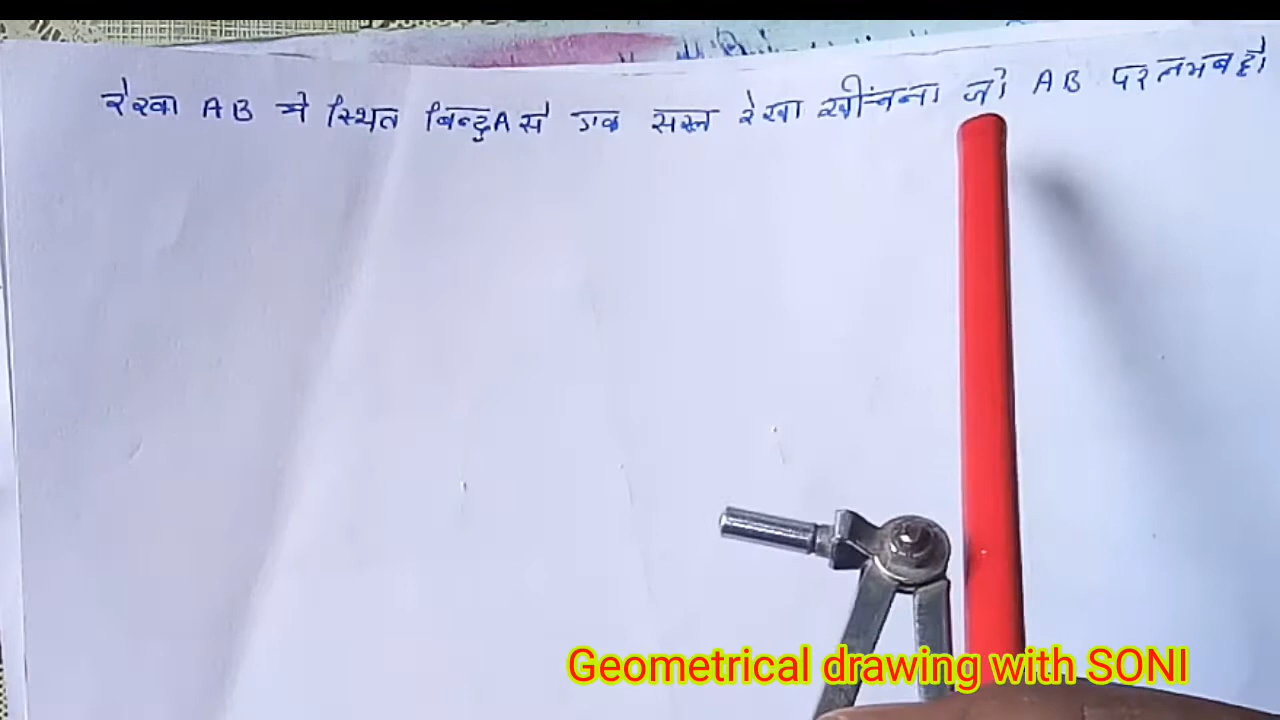 रेखा AB में स्थित बिन्दु A से एक सरल रेखा खींचना जो AB पर लम्ब हो।
Geometrical drawing with SONI